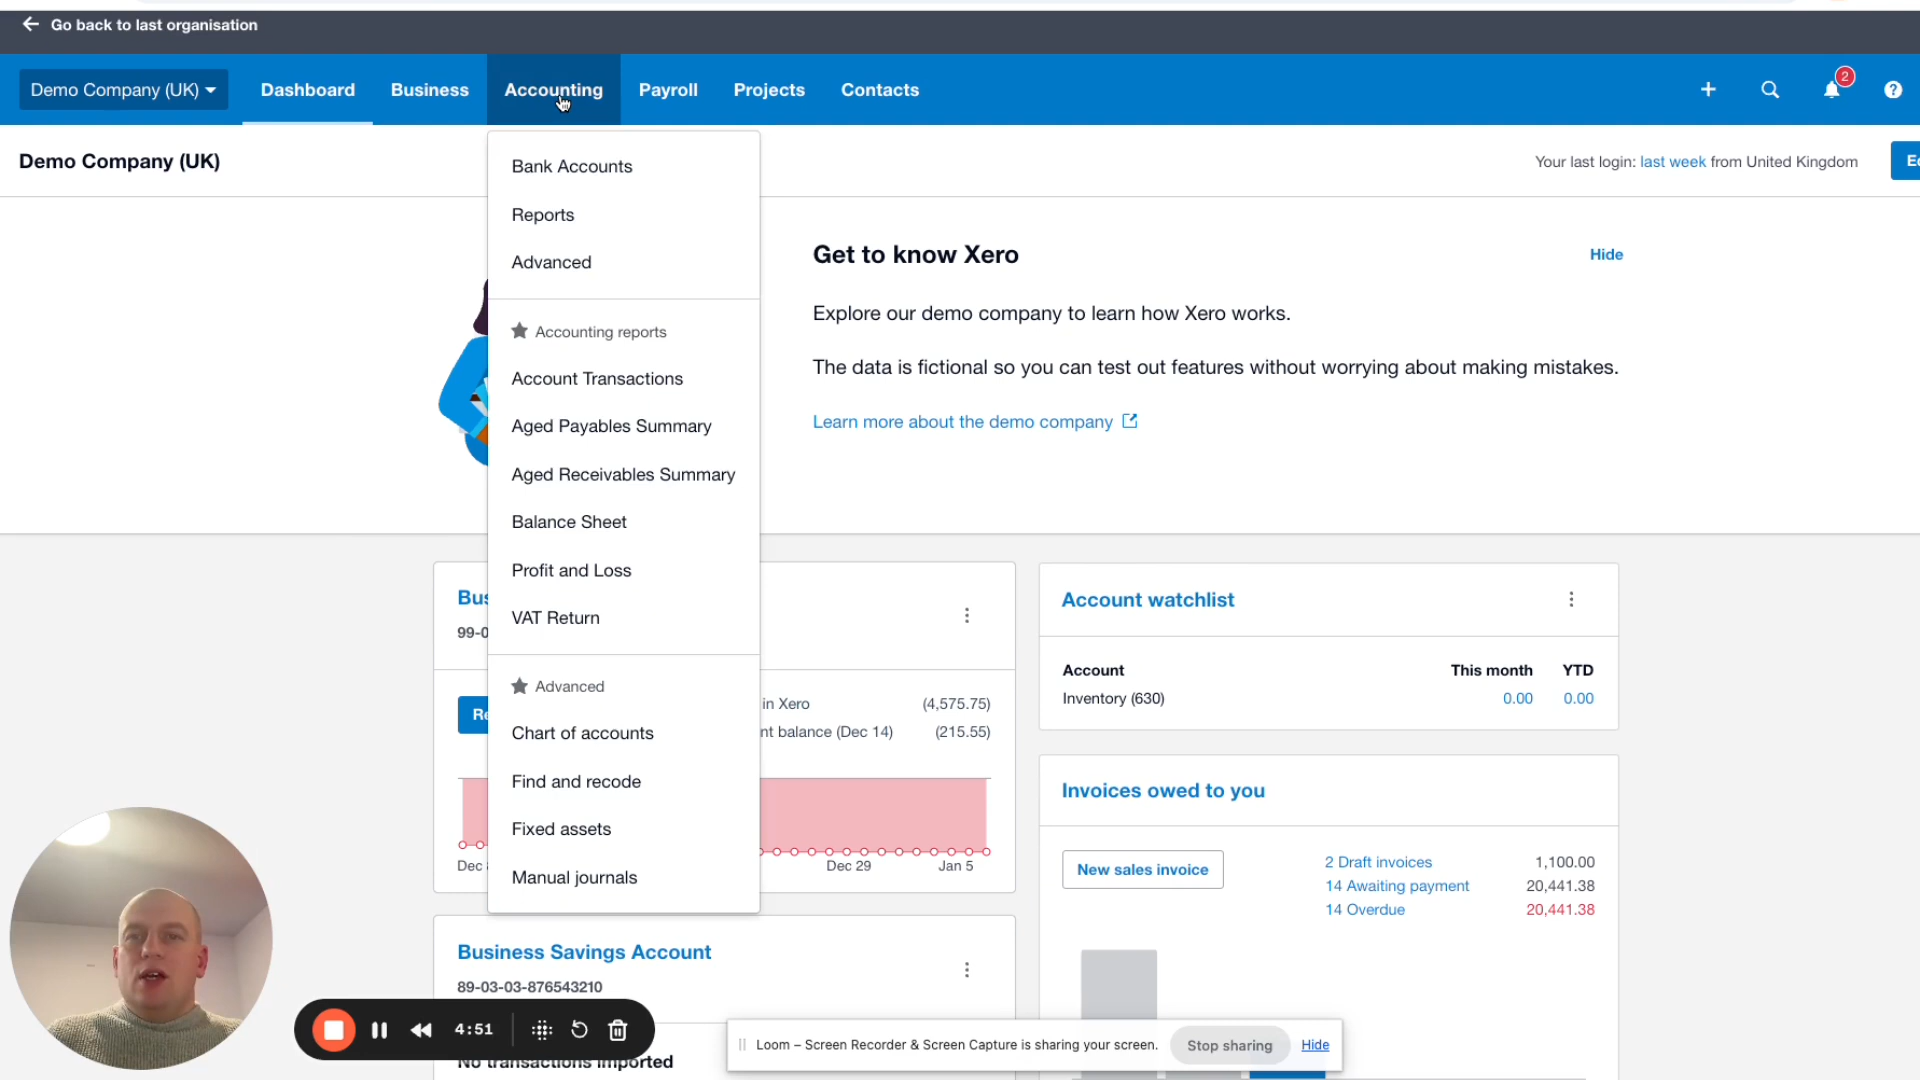 Go back to last organisation
Demo Company (UK)
Dashboard
Business
Accounting
Payroll
Projects
Contacts
2
?
Demo Company (UK)
Your last login: last week from United Kingdom
Bank Accounts
Reports
Advanced
Accounting reports
Account Transactions
Aged Payables Summary
Aged Receivables Summary
Balance Sheet
Profit and Loss
VAT Return
Advanced
Chart of accounts
Find and recode
Fixed assets
Manual journals
Get to know Xero
Hide
Explore our demo company to learn how Xero works.
The data is fictional so you can test out features without worrying about making mistakes.
Learn more about the demo company
in Xero (4,575.75)
balance (Dec 14) (215.55)
Dec
Dec 29
Jan 5
Business Savings Account
89-03-03-876543210
No transactions imported
Account watchlist
Account This month YTD
Inventory (630) 0.00 0.00
Invoices owed to you
New sales invoice
2 Draft invoices 1,100.00
14 Awaiting payment 20,441.38
14 Overdue 20,441.38
4:51
Loom – Screen Recorder & Screen Capture is sharing your screen.
Stop sharing
Hide